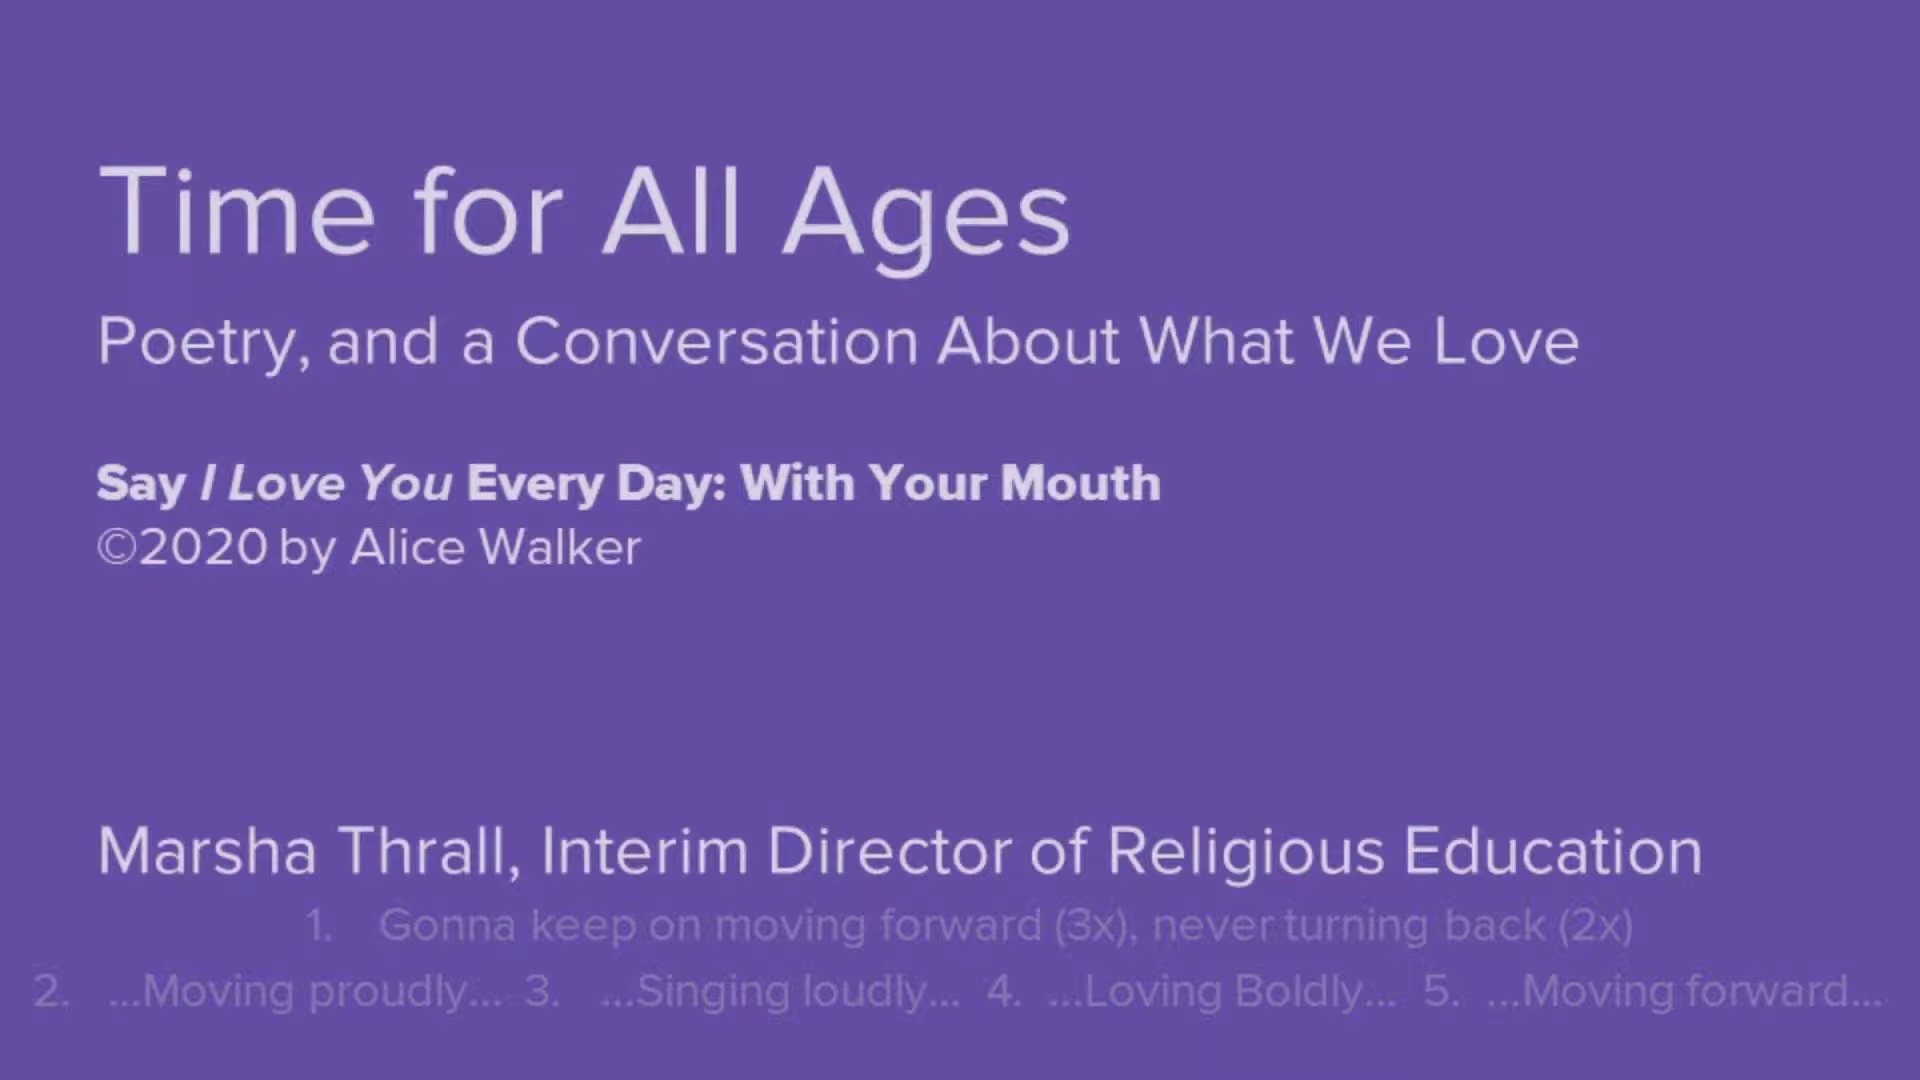 Time for All Ages
Poetry, and a Conversation About What We Love
Say I Love You Every Day: With Your Mouth
©2020 by Alice Walker
Marsha Thrall, Interim Director of Religious Education
1. Gonna keep on moving forward (3x), never turning back (2x)
2. ...Moving proudly... 3. ...Singing loudly... 4. ...Loving Boldly... 5. ...Moving forward...